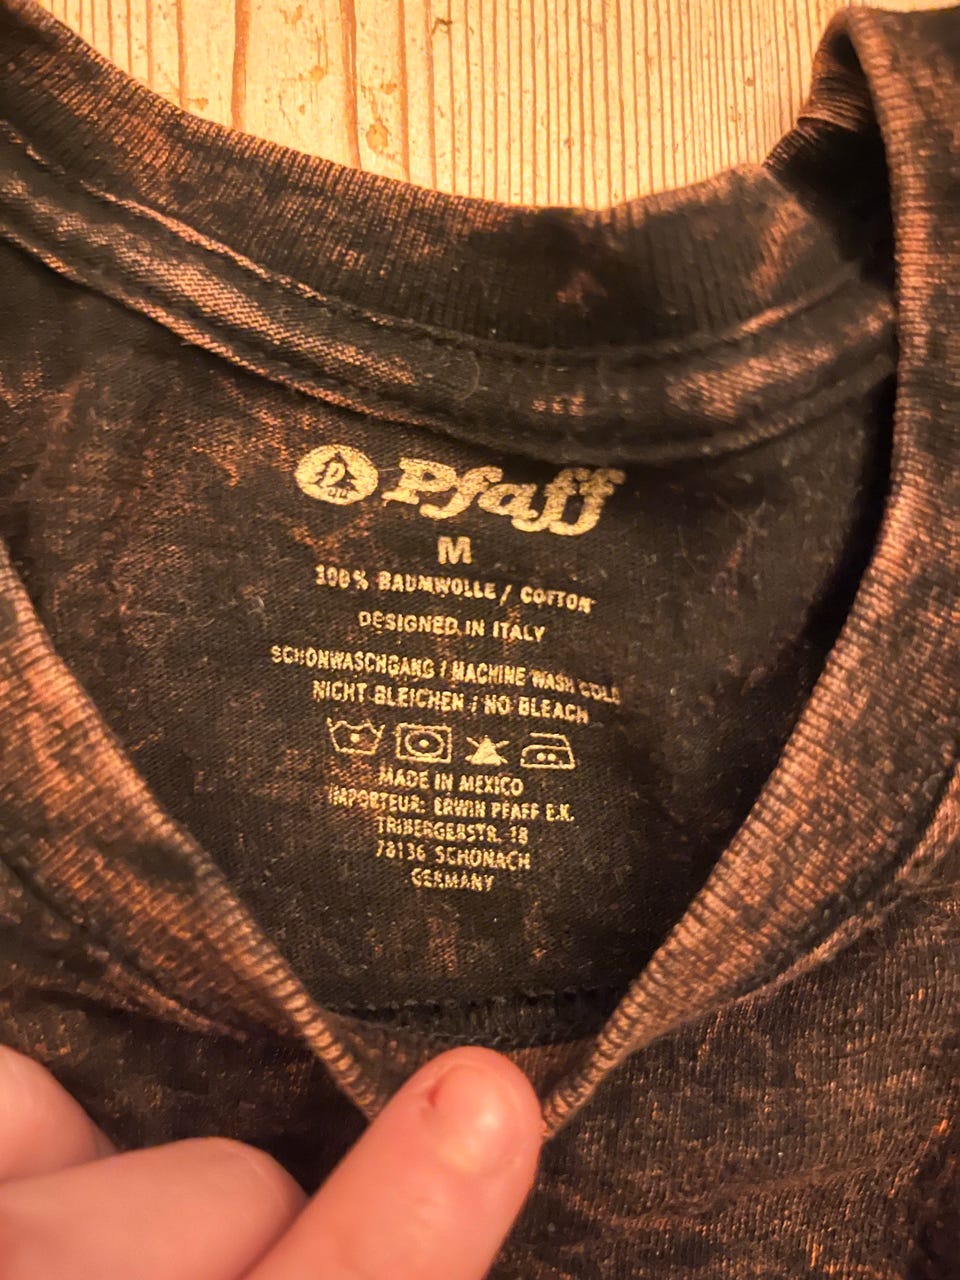 Pfaff
M
100% BAUMWOLLE / COTTON
DESIGNED IN ITALY
SCHONWASCHGANG / MACHINE WASH COLD
NICHT BLEICHEN / NO BLEACH
MADE IN MEXICO
IMPORTEUR: ERWIN PFAFF E.K.
TRIBERGERSTR. 18
78136 SCHONACH
GERMANY